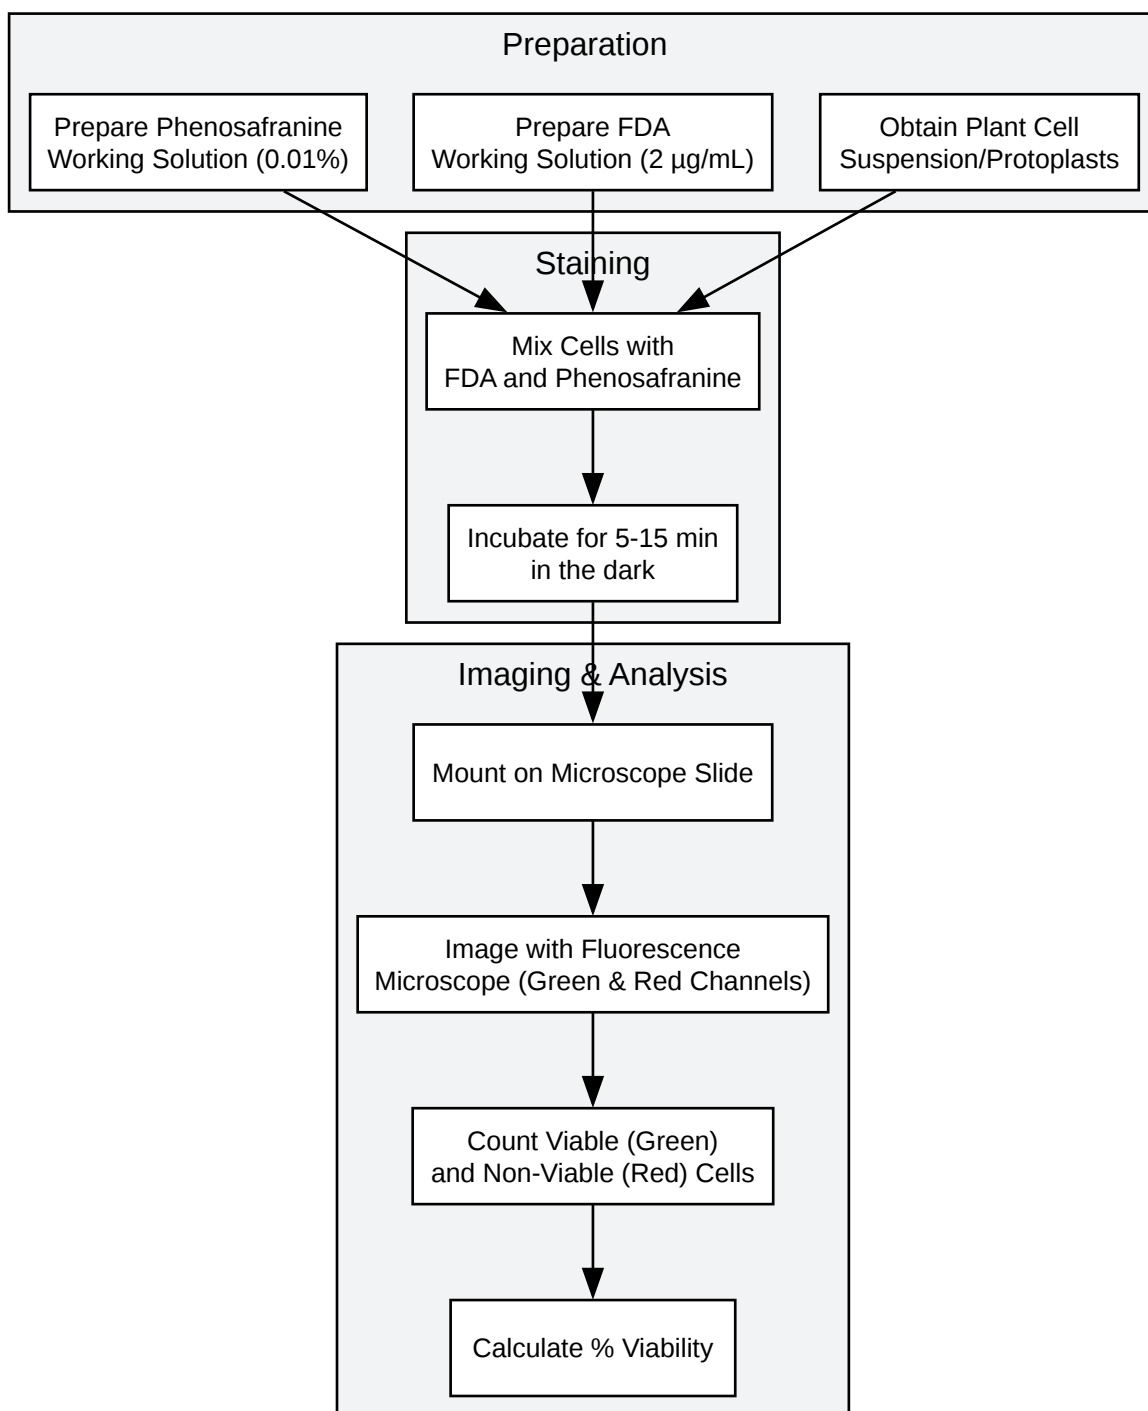 Preparation
Prepare Phenosafranine
Working Solution (0.01%)
Prepare FDA
Working Solution (2 µg/mL)
Obtain Plant Cell
Suspension/Protoplasts
Staining
Mix Cells with
FDA and Phenosafranine
Incubate for 5-15 min
in the dark
Imaging & Analysis
Mount on Microscope Slide
Image with Fluorescence
Microscope (Green & Red Channels)
Count Viable (Green)
and Non-Viable (Red) Cells
Calculate % Viability